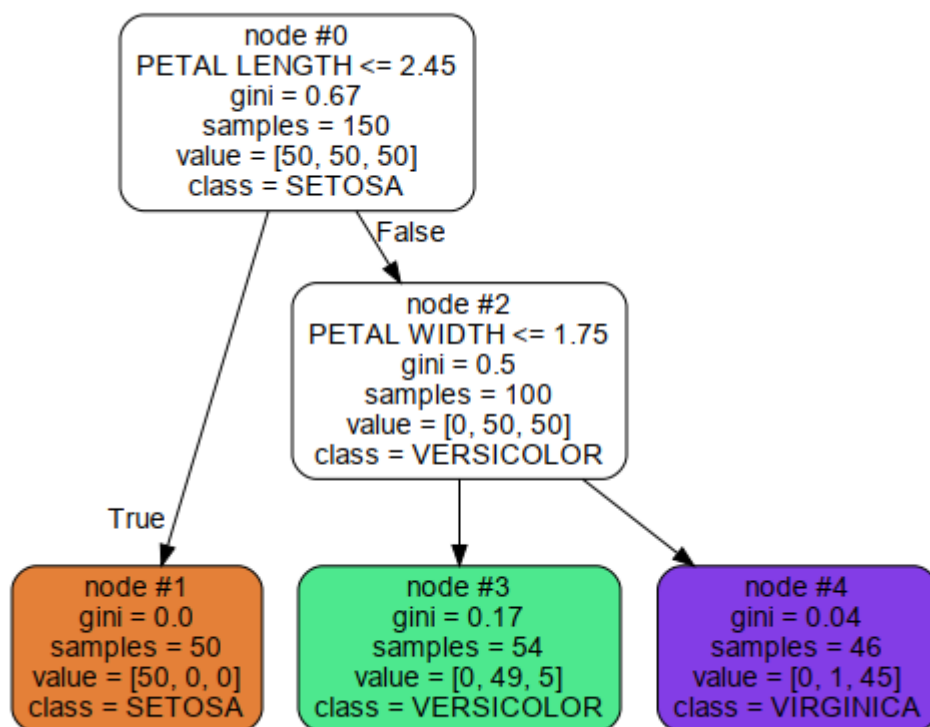 node #0
PETAL LENGTH <= 2.45
gini = 0.67
samples = 150
value = [50, 50, 50]
class = SETOSA
False
node #2
PETAL WIDTH <= 1.75
gini = 0.5
samples = 100
value = [0, 50, 50]
class = VERSICOLOR
True
node #1
gini = 0.0
samples = 50
value = [50, 0, 0]
class = SETOSA
node #3
gini = 0.17
samples = 54
value = [0, 49, 5]
class = VERSICOLOR
node #4
gini = 0.04
samples = 46
value = [0, 1, 45]
class = VIRGINICA